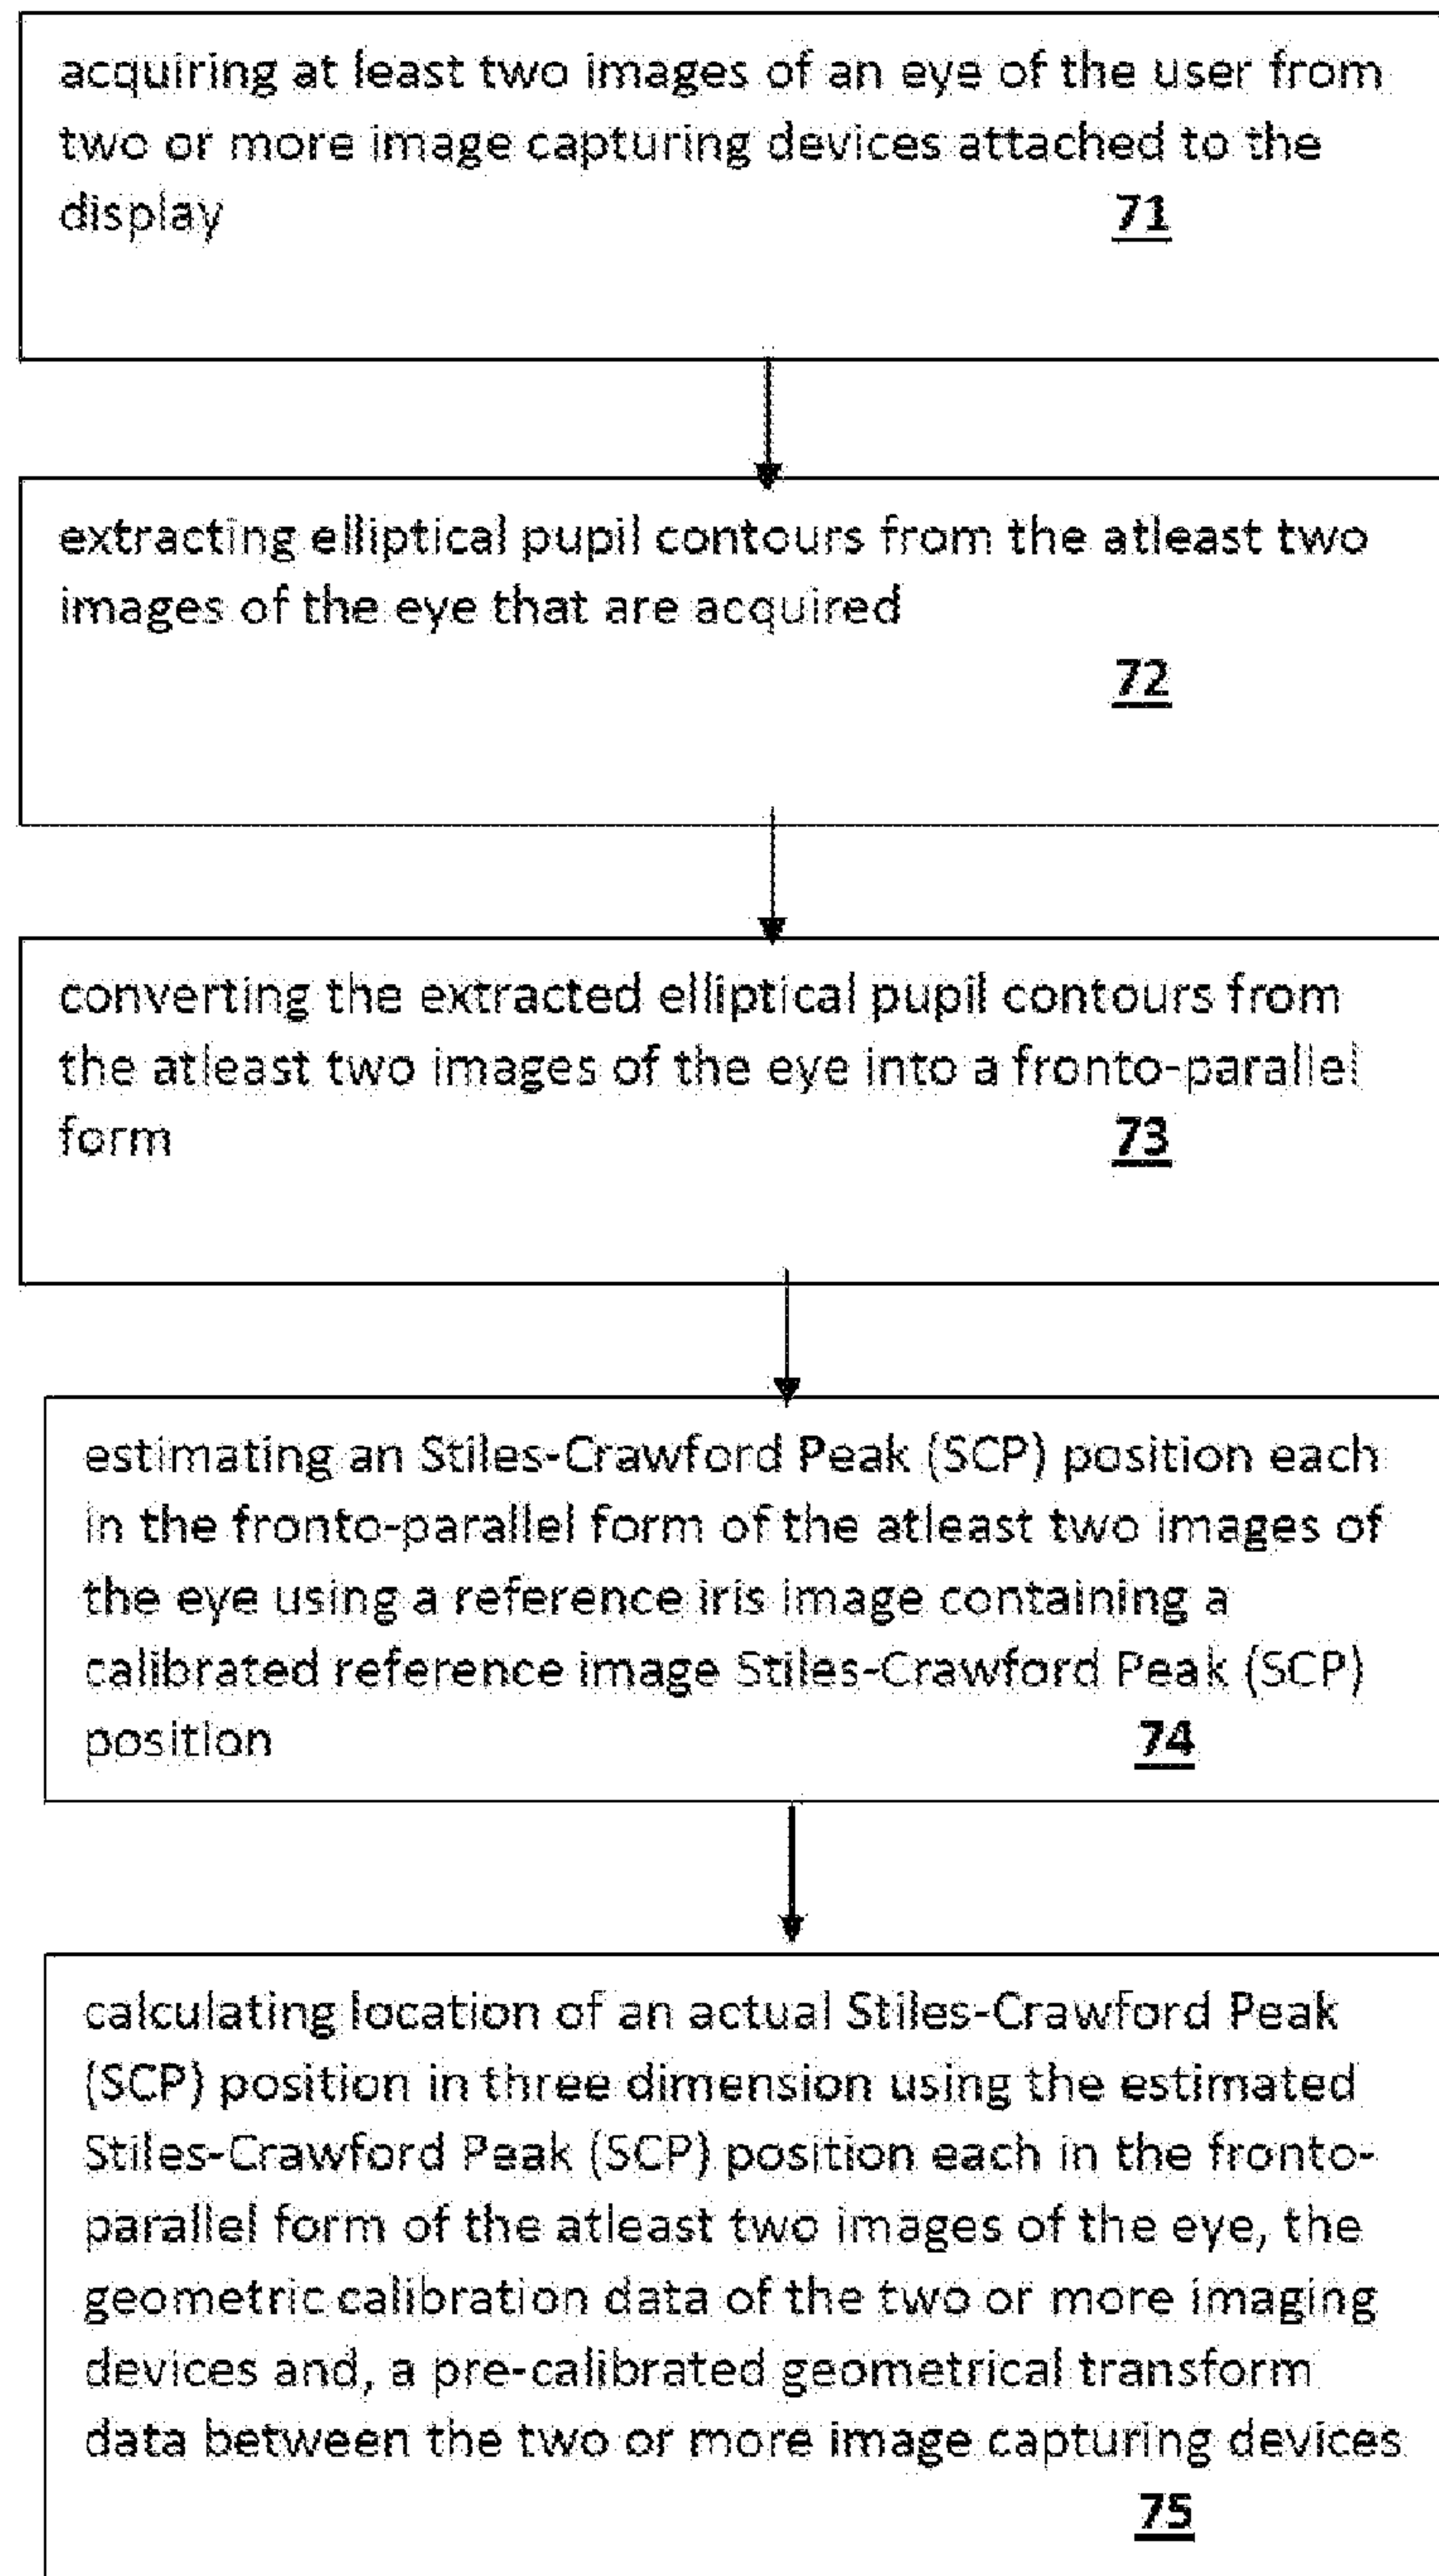 acquiring at least two images of an eye of the user from
two or more image capturing devices attached to the
display 71
extracting elliptical pupil contours from the atleast two
images of the eye that are acquired
72
converting the extracted elliptical pupil contours from
the atleast two images of the eye into a fronto-parallel
form 73
estimating an Stiles-Crawford Peak (SCP) position each
in the fronto-parallel form of the atleast two images of
the eye using a reference iris image containing a
calibrated reference image Stiles-Crawford Peak (SCP)
position 74
calculating location of an actual Stiles-Crawford Peak
(SCP) position in three dimension using the estimated
Stiles-Crawford Peak (SCP) position each in the fronto-
parallel form of the atleast two images of the eye, the
geometric calibration data of the two or more imaging
devices and, a pre-calibrated geometrical transform
data between the two or more image capturing devices
75